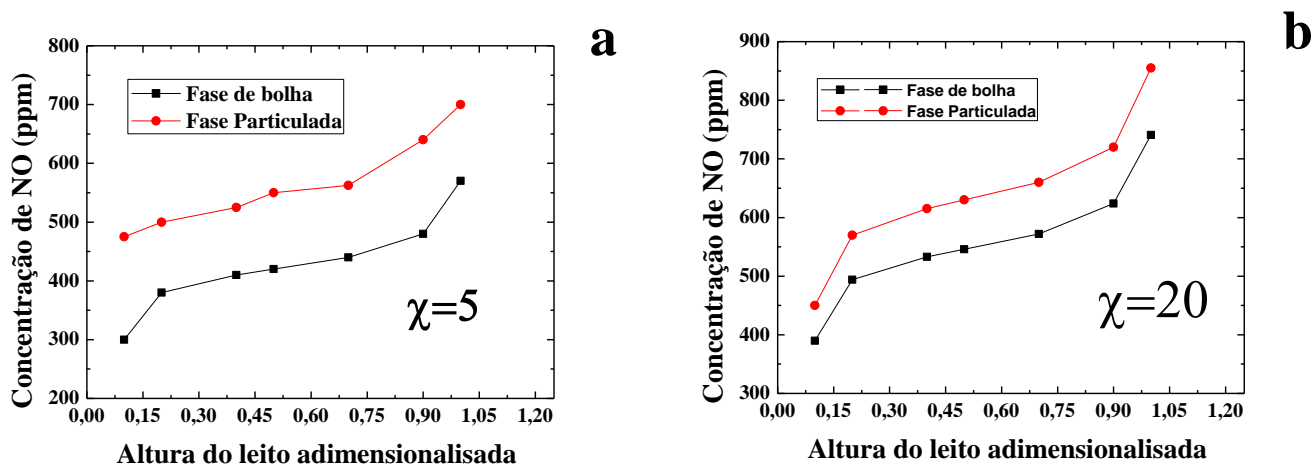 a
800
700
600
500
400
300
200
Concentração de NO (ppm)
Fase de bolha
Fase Particulada
χ=5
0,00 0,15 0,30 0,45 0,60 0,75 0,90 1,05 1,20
Altura do leito adimensionalisada
b
900
800
700
600
500
400
300
Concentração de NO (ppm)
Fase de bolha
Fase Particulada
χ=20
0,00 0,15 0,30 0,45 0,60 0,75 0,90 1,05 1,20
Altura do leito adimensionalisada